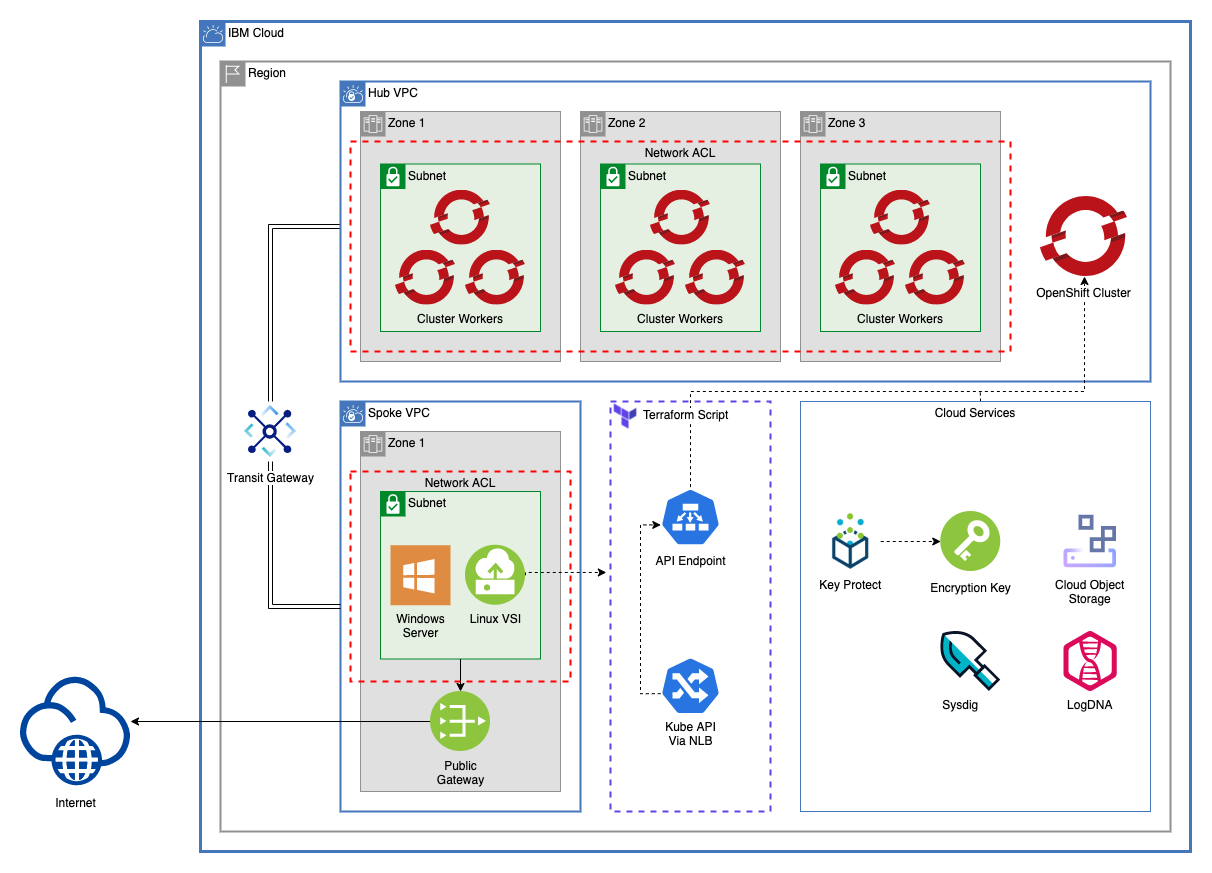 IBM Cloud
Region
Hub VPC
Zone 1
Zone 2
Zone 3
Network ACL
Subnet
Subnet
Subnet
Cluster Workers
Cluster Workers
Cluster Workers
OpenShift Cluster
Transit Gateway
Spoke VPC
Zone 1
Network ACL
Subnet
Windows
Server
Linux VSI
Public
Gateway
Internet
Terraform Script
API Endpoint
Kube API
Via NLB
Cloud Services
Key Protect
Encryption Key
Cloud Object
Storage
Sysdig
LogDNA